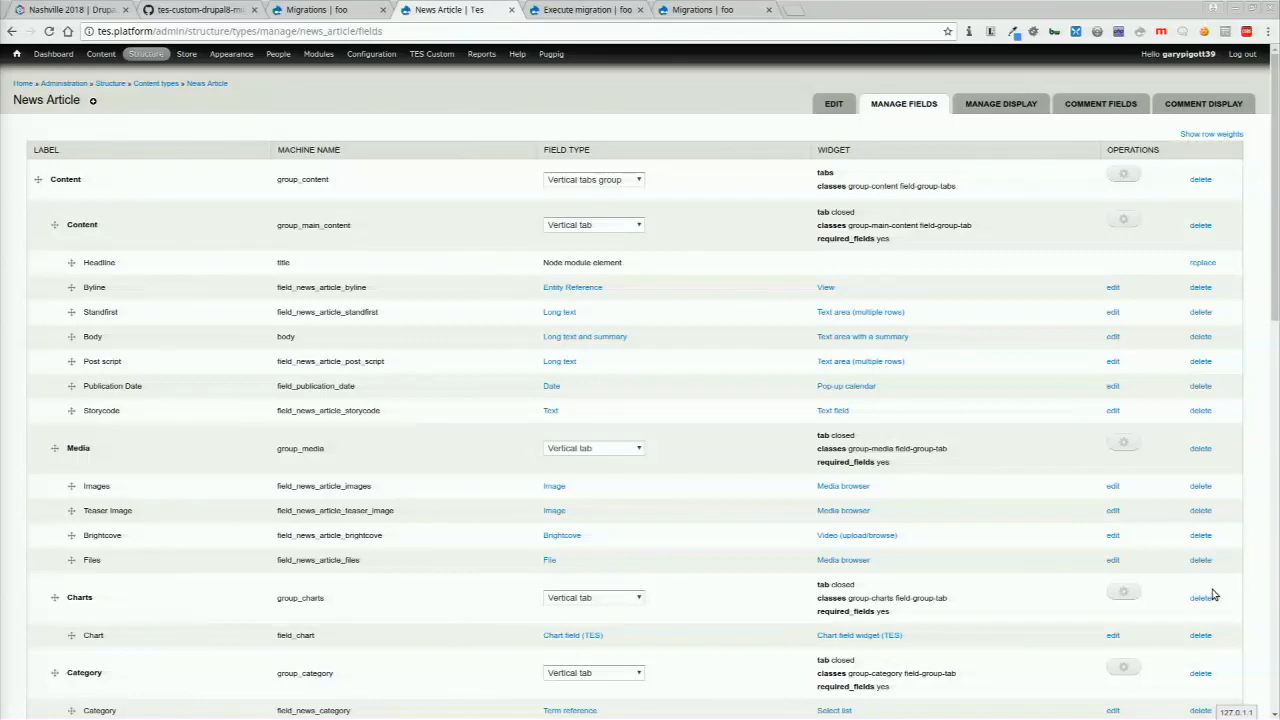 Nashville 2018 | Drupa
tes-custom-drupal8-mi
Migrations | foo
News Article | Tes
Execute migration | foo
Migrations | foo
tes.platform/admin/structure/types/manage/news_article/fields
Dashboard Content Structure Store Appearance People Modules Configuration TES Custom Reports Help Puppig Hello garypigott39 Log out
Home » Administration » Structure » Content types » News Article
News Article
EDIT MANAGE FIELDS MANAGE DISPLAY COMMENT FIELDS COMMENT DISPLAY
Show row weights
LABEL MACHINE NAME FIELD TYPE WIDGET OPERATIONS
Content group_content Vertical tabs group tabs delete
classes group-content field-group-tabs
Content group_main_content Vertical tab tab closed delete
classes group-main-content field-group-tab
required_fields yes
Headline title Node module element replace
Byline field_news_article_byline Entity Reference View edit delete
Standfirst field_news_article_standfirst Long text Text area (multiple rows) edit delete
Body body Long text and summary Text area with a summary edit delete
Post script field_news_article_post_script Long text Text area (multiple rows) edit delete
Publication Date field_publication_date Date Pop up calendar edit delete
Storycode field_news_article_storycode Text Text field edit delete
Media group_media Vertical tab tab closed delete
classes group-media field-group-tab
required_fields yes
Images field_news_article_images Image Media browser edit delete
Teaser Image field_news_article_teaser_image Image Media browser edit delete
Brightcove field_news_article_brightcove Brightcove Video (upload/browse) edit delete
Files field_news_article_files File Media browser edit delete
Charts group_charts Vertical tab tab closed delete
classes group-charts field-group-tab
required_fields yes
Chart field_chart Chart field (TES) Chart field widget (TES) edit delete
Category group_category Vertical tab tab closed delete
classes group-category field-group-tab
required_fields yes
Category field_news_article_category Term reference Select list edit delete
127.0.1.1